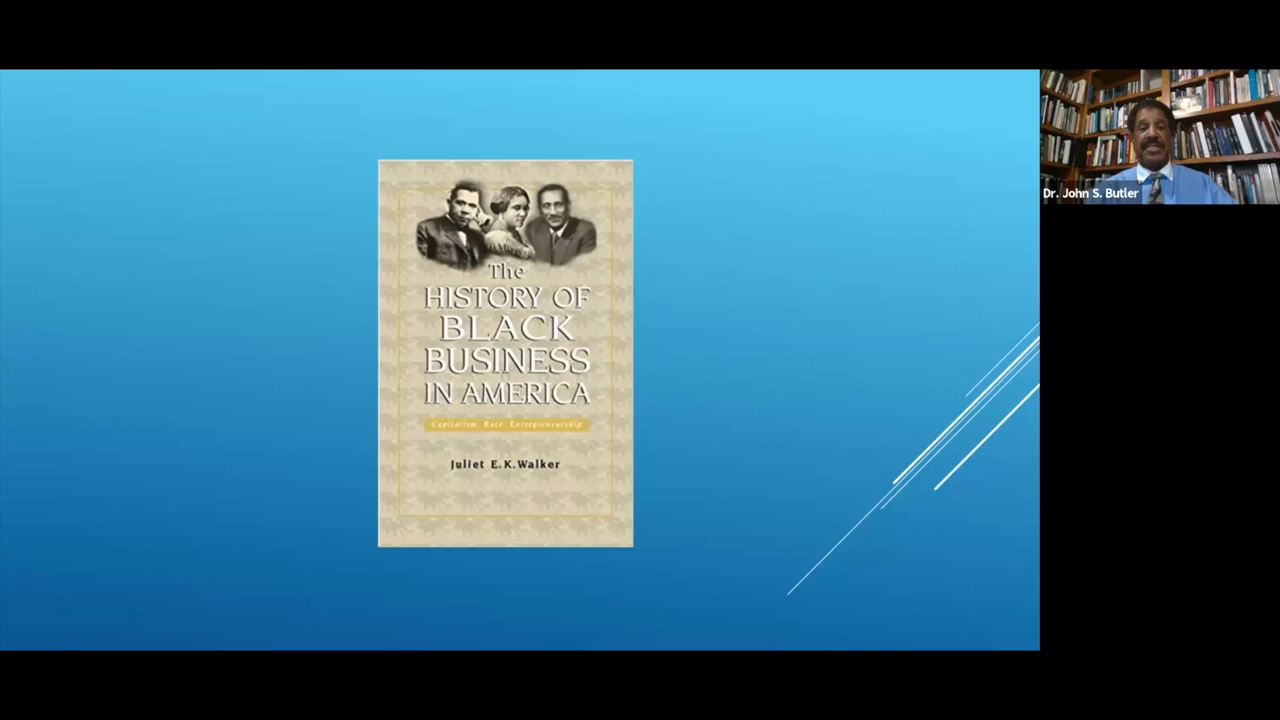 The
HISTORY OF
BLACK
BUSINESS
IN AMERICA
Capitalism, Race, Entrepreneurship
Juliet E. K. Walker
Dr. John S. Butler